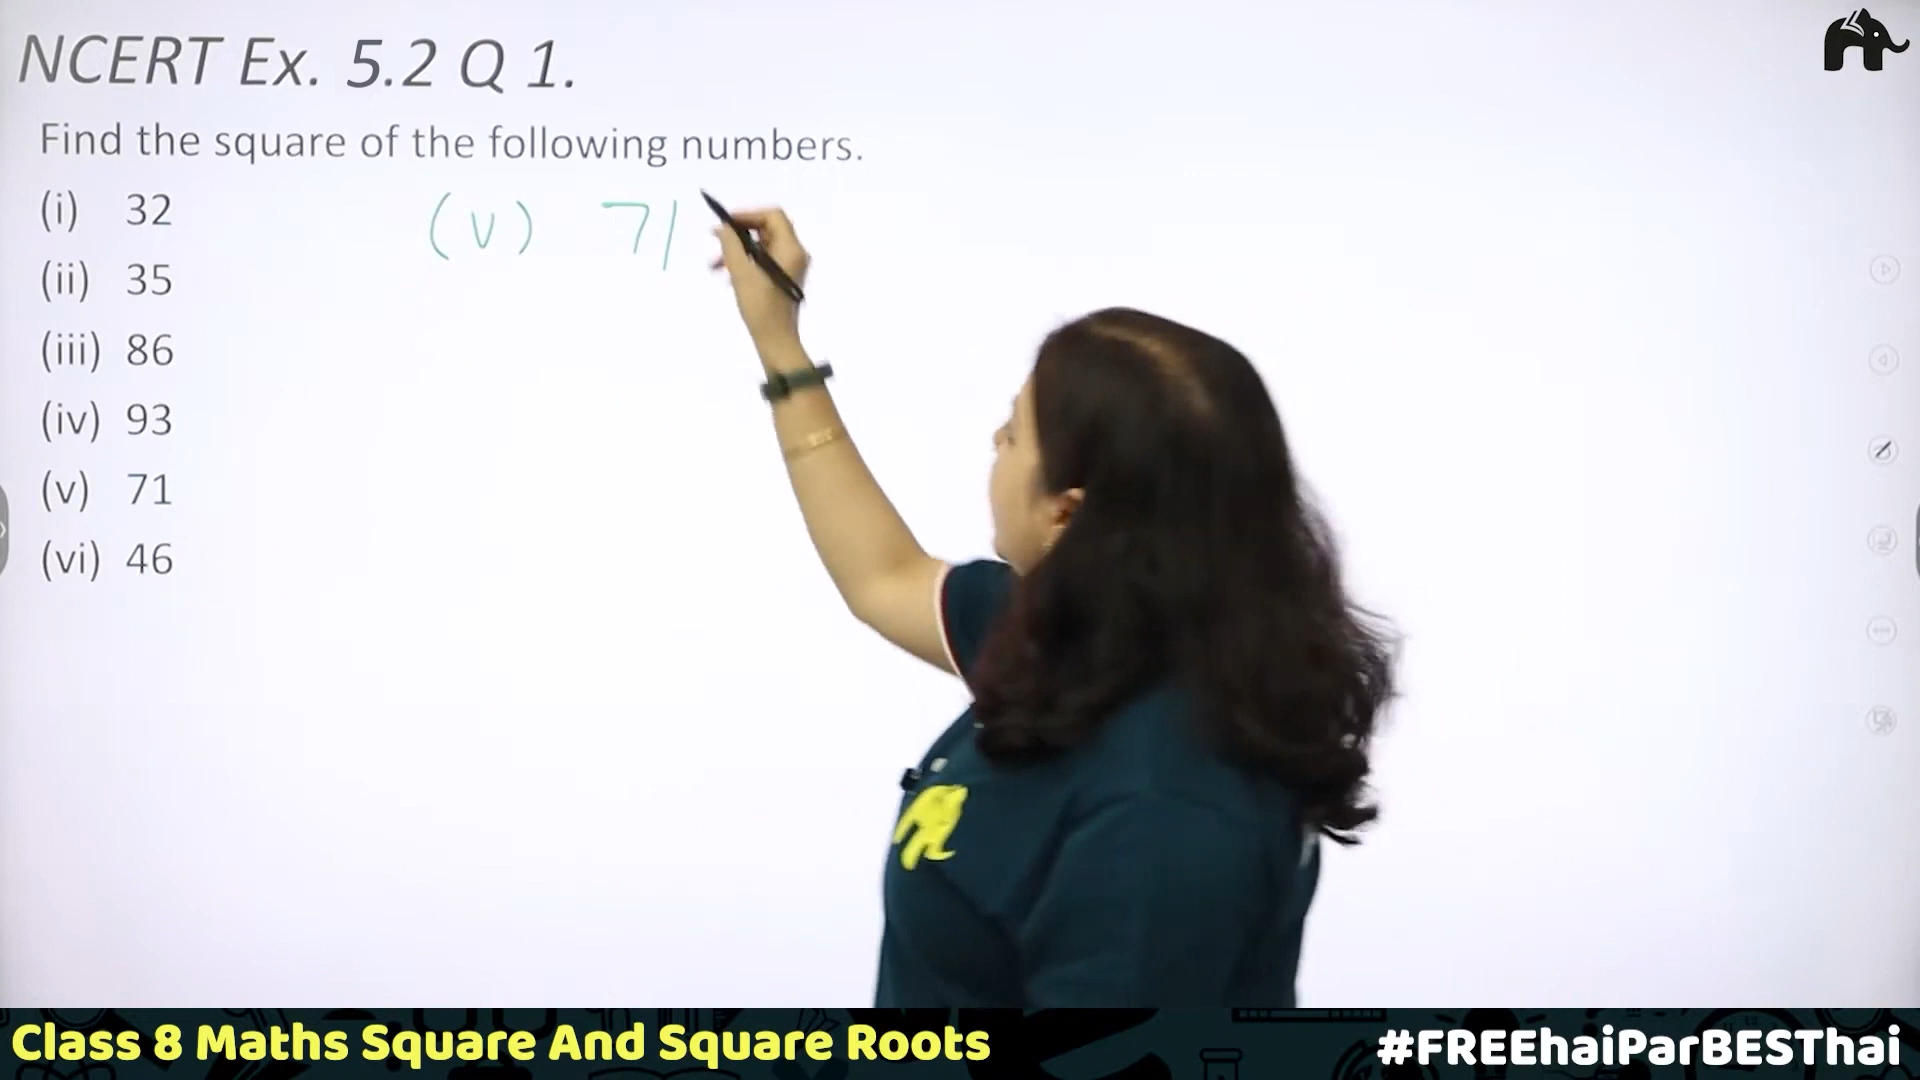 NCERT Ex. 5.2 Q 1.
Find the square of the following numbers.
(i) 32
(ii) 35
(iii) 86
(iv) 93
(v) 71
(vi) 46
(v) 71
Class 8 Maths Square And Square Roots
#FREEhaiParBESThai